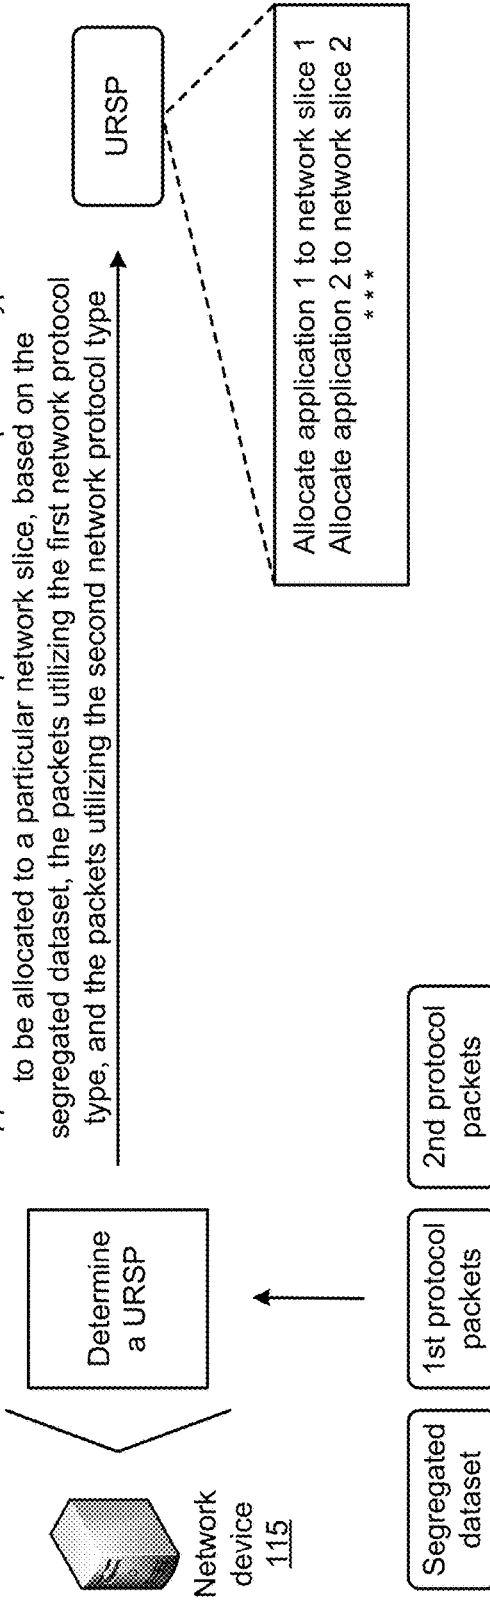 to be allocated to a particular network slice, based on the
segregated dataset, the packets utilizing the first network protocol
type, and the packets utilizing the second network protocol type
Network
device
115
Determine
a URSP
URSP
Segregated
dataset
1st protocol
packets
2nd protocol
packets
Allocate application 1 to network slice 1
Allocate application 2 to network slice 2
* * *